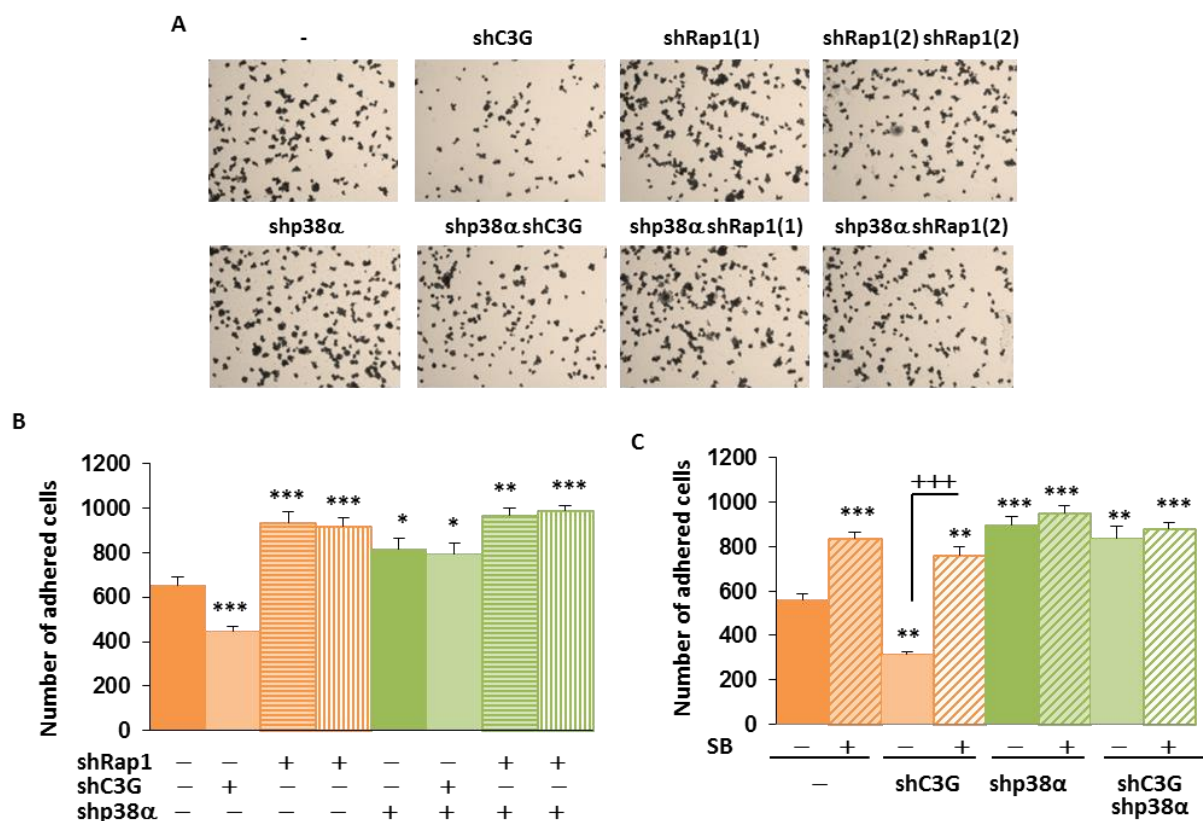 A
- shC3G shRap1(1) shRap1(2) shRap1(2)
shp38α shp38α shC3G shp38α shRap1(1) shp38α shRap1(2)
B
Number of adhered cells
1200
1000
800
600
400
200
0
*** *** *** * * ** ***
shRap1 – – + + – – + +
shC3G – + – – – + – –
shp38α – – – – + + + +
C
Number of adhered cells
1200
1000
800
600
400
200
0
*** ** +++ ** *** *** ** ***
SB – + – + – + – +
– shC3G shp38α shC3G
shp38α